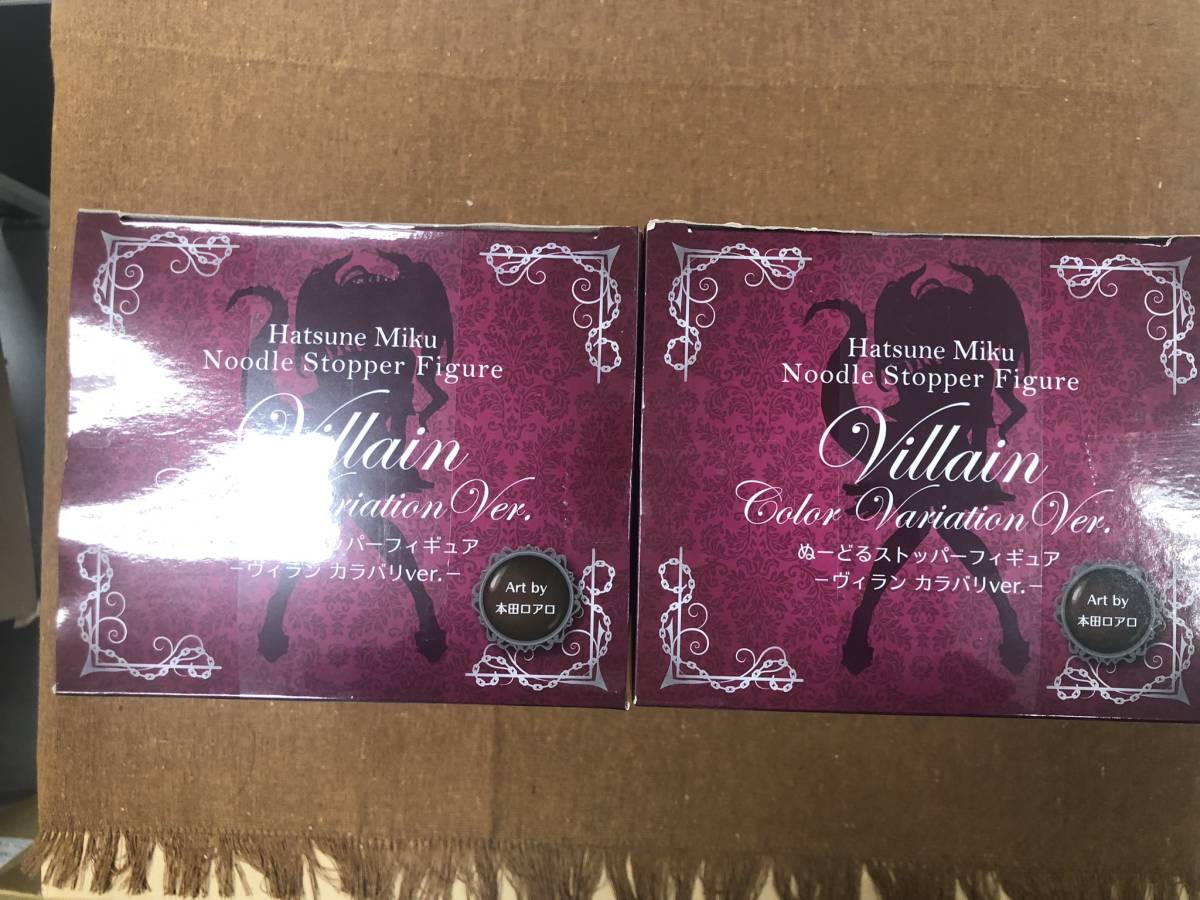 Hatsune Miku
Noodle Stopper Figure
Villain
Variation Ver.
ストッパーフィギュア
–ヴィラン カラバリver.–
Art by
本田ロアロ
Hatsune Miku
Noodle Stopper Figure
Villain
Color Variation Ver.
ぬーどるストッパーフィギュア
–ヴィラン カラバリver.–
Art by
本田ロアロ